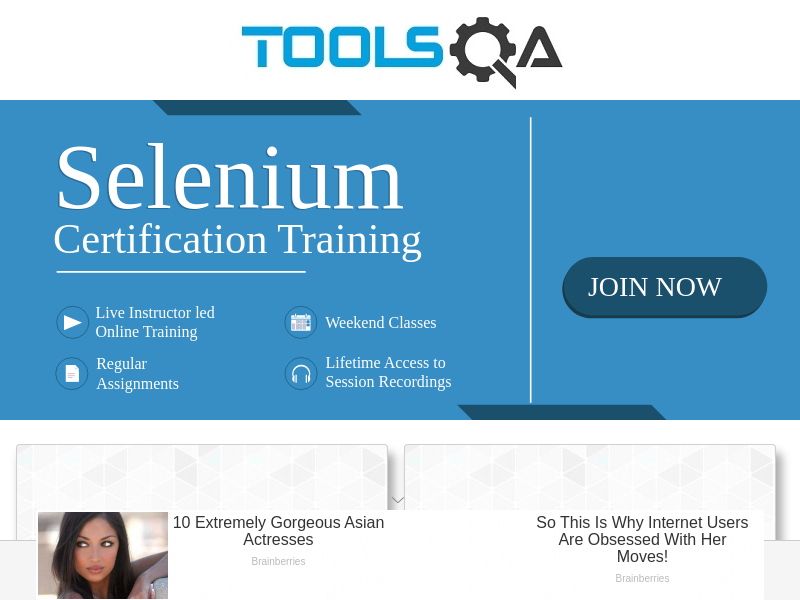 TOOLSQA
Selenium
Certification Training
Live Instructor led
Online Training
Weekend Classes
Regular
Assignments
Lifetime Access to
Session Recordings
JOIN NOW
10 Extremely Gorgeous Asian
Actresses
Brainberries
So This Is Why Internet Users
Are Obsessed With Her
Moves!
Brainberries